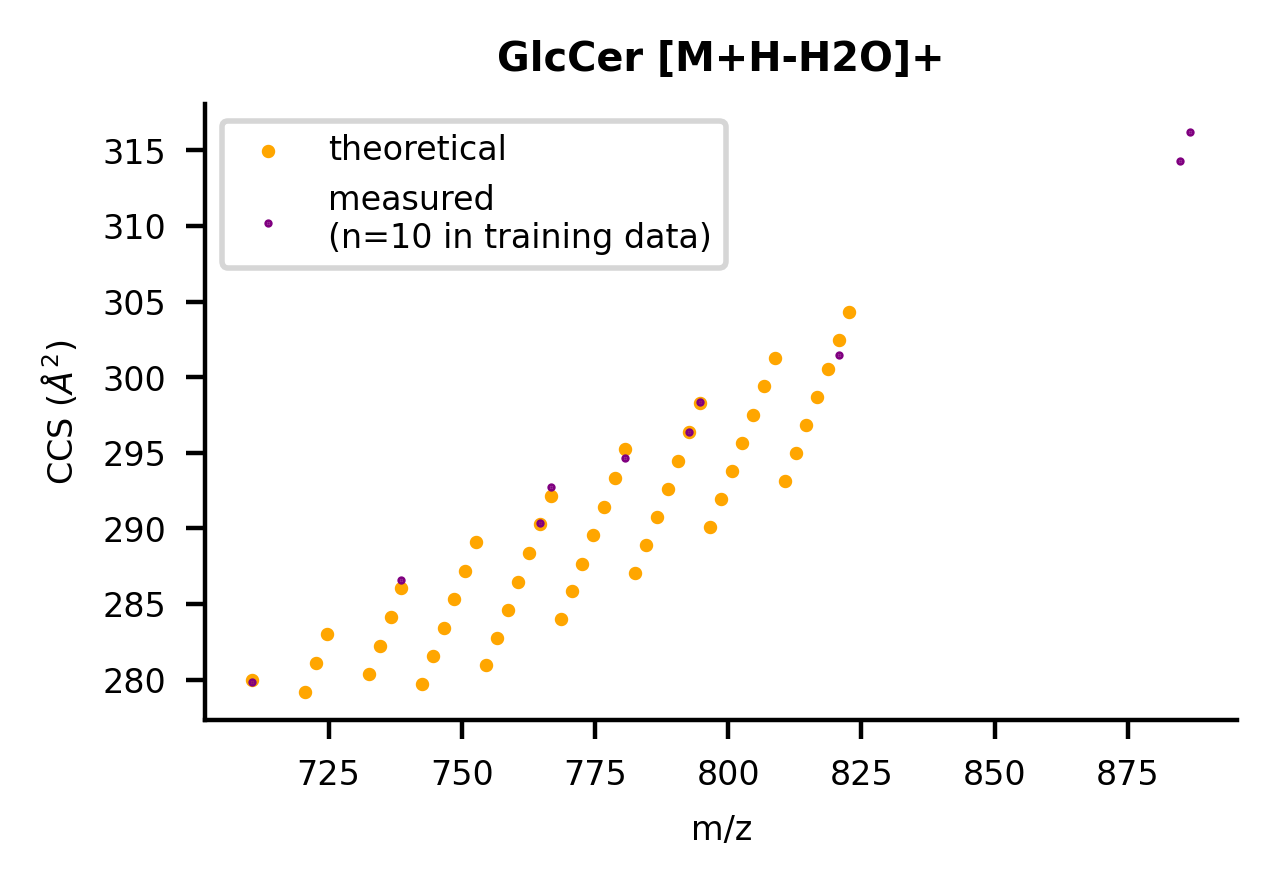 GlcCer [M+H-H2O]+
theoretical
measured
(n=10 in training data)
315
310
305
300
295
290
285
280
CCS (Å²)
725 750 775 800 825 850 875
m/z